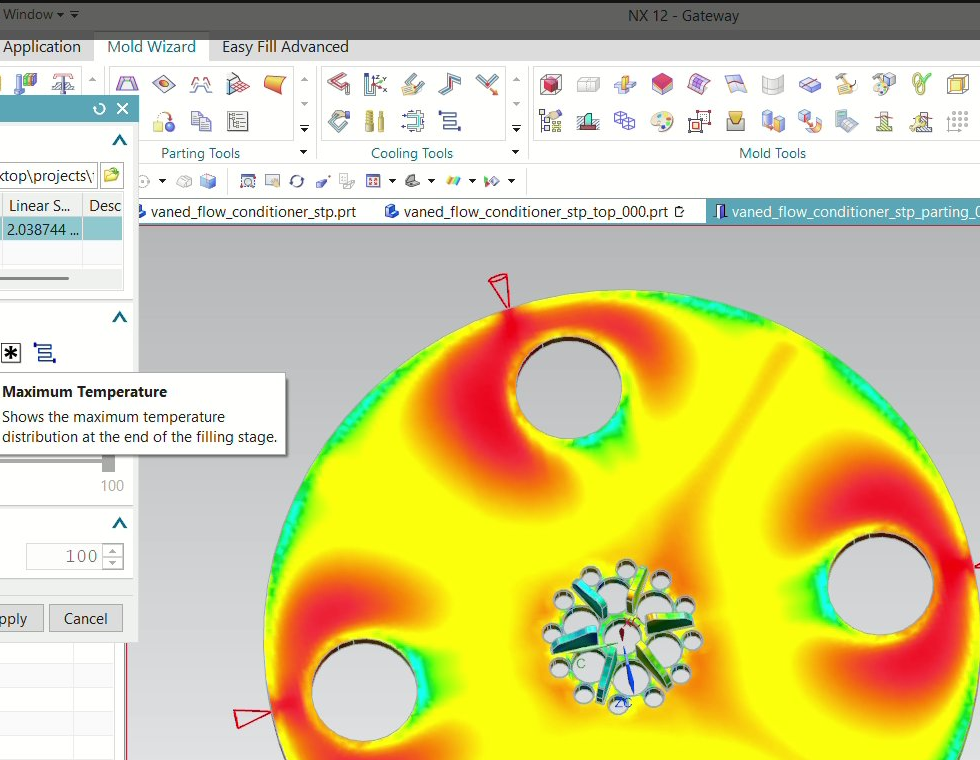 Window
NX 12 - Gateway
Application
Mold Wizard
Easy Fill Advanced
Parting Tools
Cooling Tools
Mold Tools
ktop\projects\
vaned_flow_conditioner_stp.prt
vaned_flow_conditioner_stp_top_000.prt
vaned_flow_conditioner_stp_parting_0
Linear S...
Desc
2.038744 ...
Maximum Temperature
Shows the maximum temperature
distribution at the end of the filling stage.
100
100
pply
Cancel
XC
C
ZC